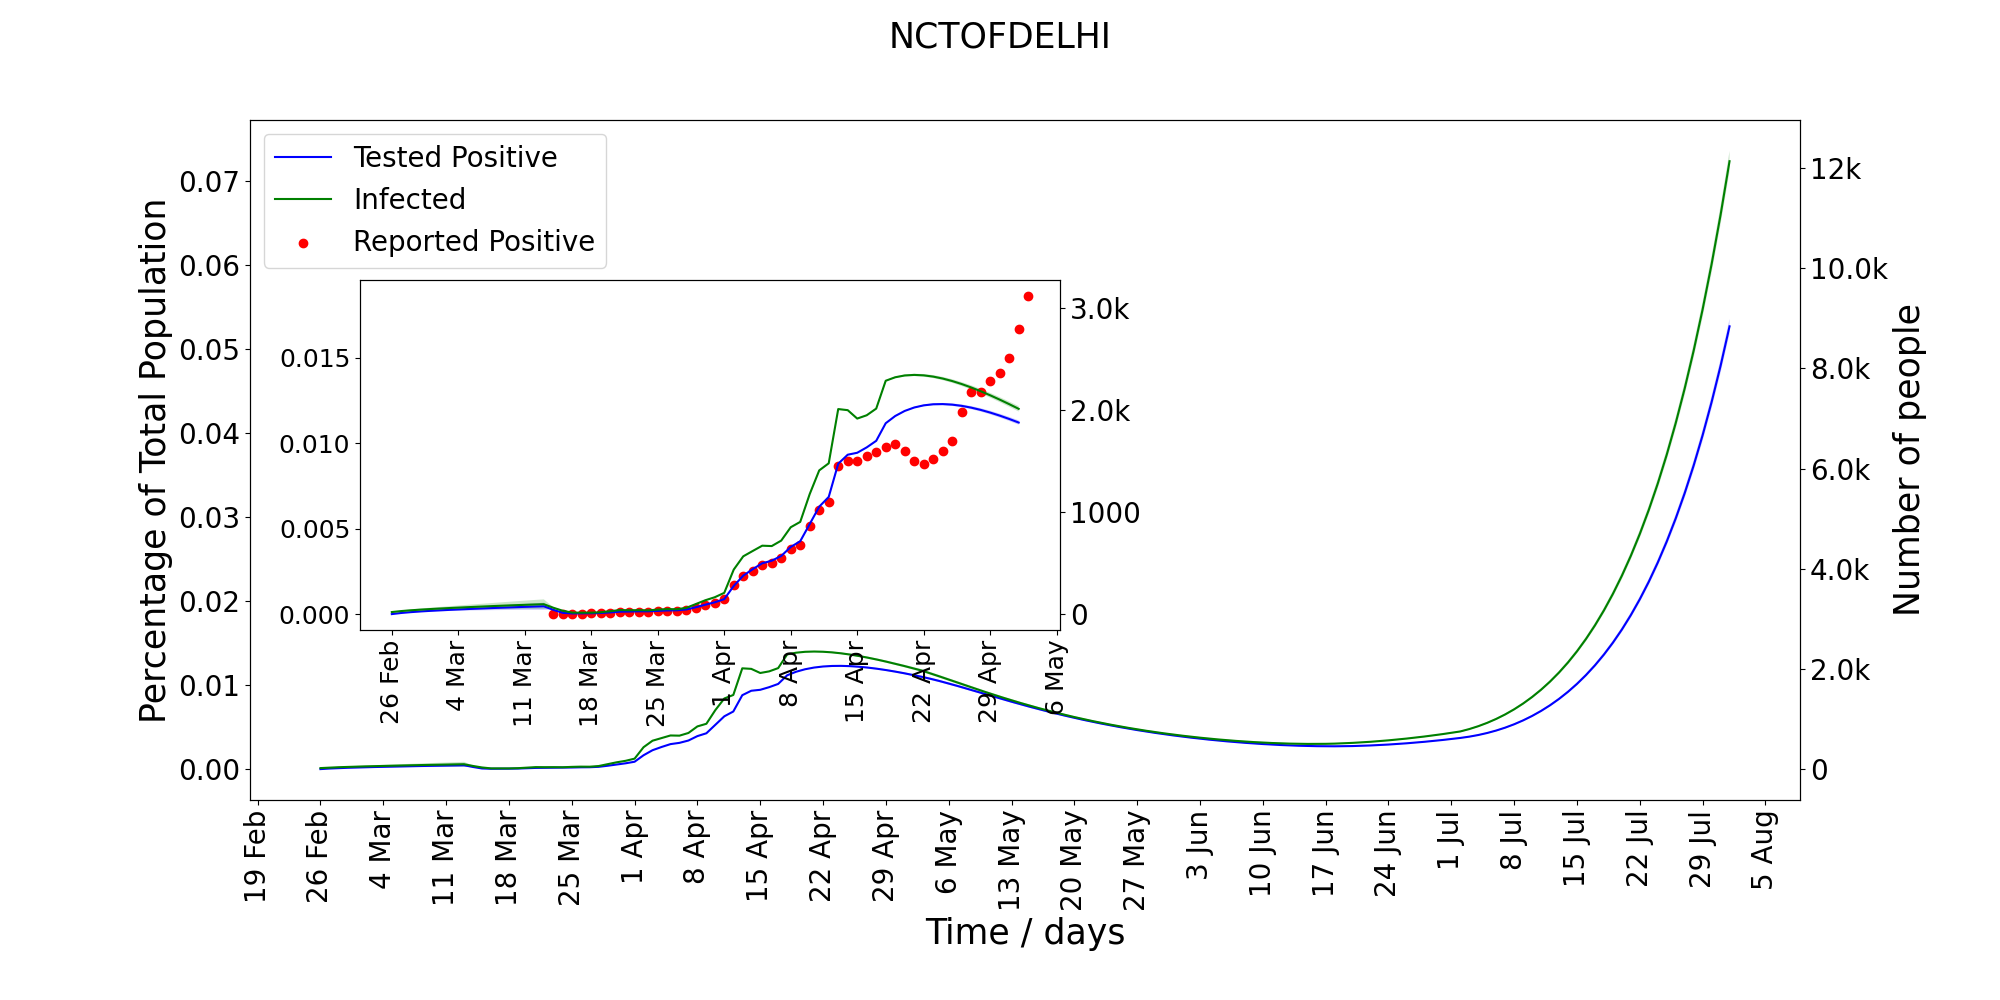 NCTOFDELHI
Tested Positive
Infected
Reported Positive
Percentage of Total Population
0.07
0.06
0.05
0.04
0.03
0.02
0.01
0.00
12k
10.0k
8.0k
6.0k
4.0k
2.0k
0
Number of people
0.015
0.010
0.005
0.000
3.0k
2.0k
1000
0
26 Feb
4 Mar
11 Mar
18 Mar
25 Mar
1 Apr
8 Apr
15 Apr
22 Apr
29 Apr
6 May
19 Feb
26 Feb
4 Mar
11 Mar
18 Mar
25 Mar
1 Apr
8 Apr
15 Apr
22 Apr
29 Apr
6 May
13 May
20 May
27 May
3 Jun
10 Jun
17 Jun
24 Jun
1 Jul
8 Jul
15 Jul
22 Jul
29 Jul
5 Aug
Time / days